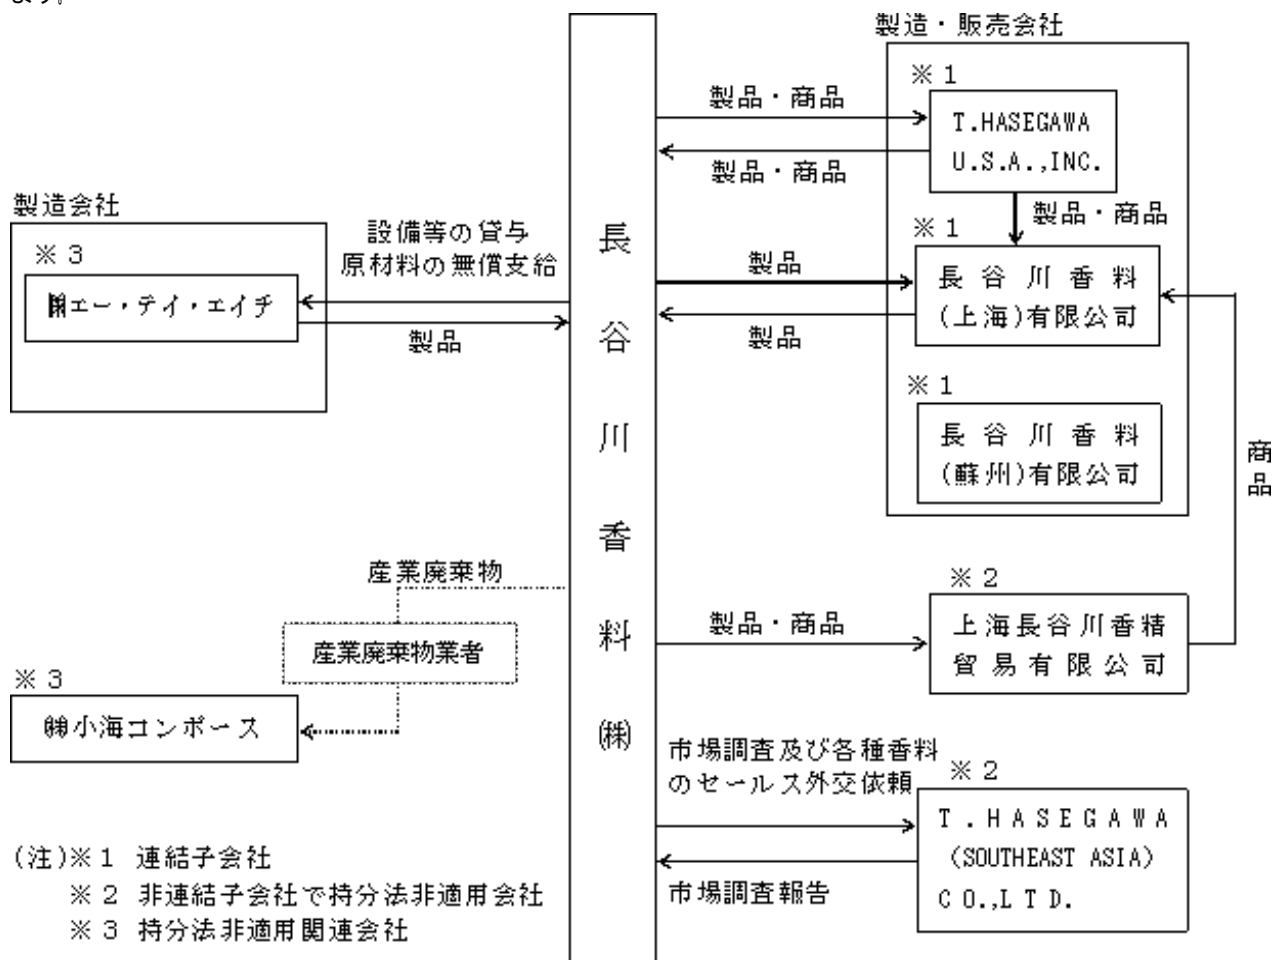 ます。
製造・販売会社
※1
T.HASEGAWA
U.S.A.,INC.
製品・商品
製品・商品
製品・商品
製造会社
※3
㈲エー・テイ・エイチ
設備等の貸与
原材料の無償支給
製品
長谷川香料㈱
※1
長谷川香料
(上海)有限公司
製品
製品
※1
長谷川香料
(蘇州)有限公司
商品
産業廃棄物
産業廃棄物業者
※3
㈱小海コンポース
製品・商品
※2
上海長谷川香精
貿易有限公司
市場調査及び各種香料
のセールス外交依頼
※2
T.HASEGAWA
(SOUTHEAST ASIA)
CO.,LTD.
市場調査報告
(注)※1 連結子会社
※2 非連結子会社で持分法非適用会社
※3 持分法非適用関連会社